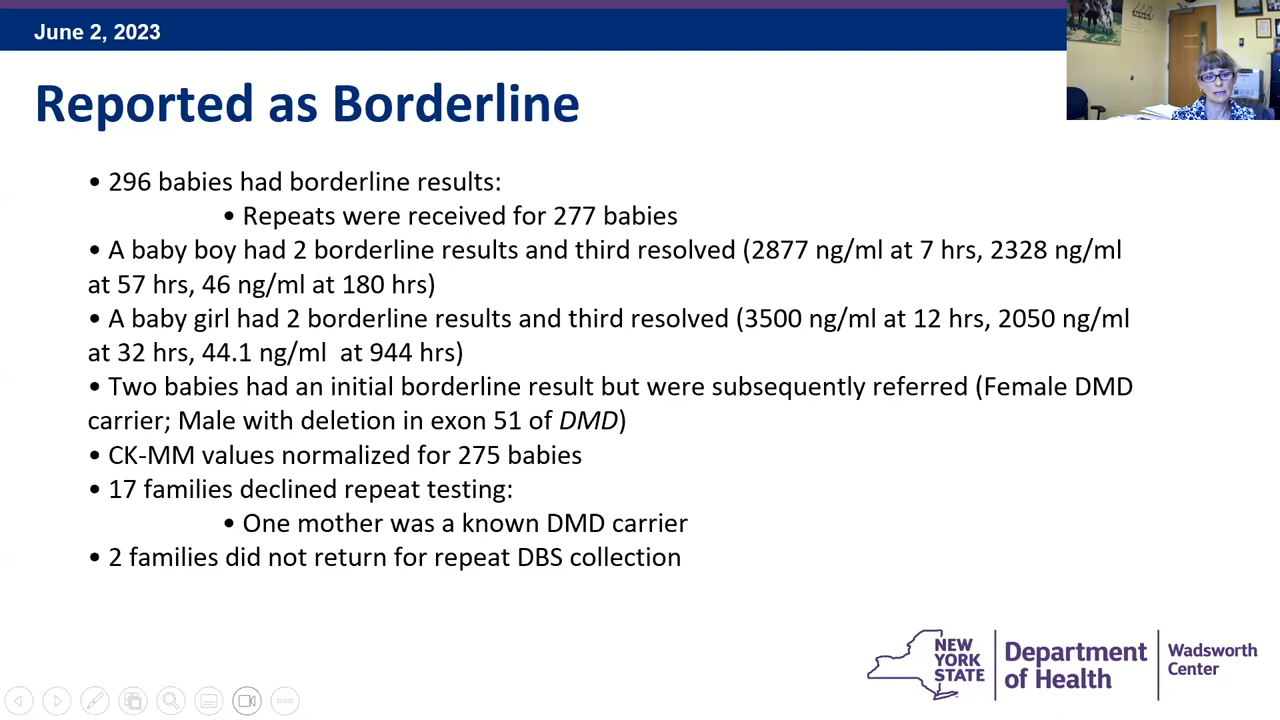 June 2, 2023
Reported as Borderline
• 296 babies had borderline results:
• Repeats were received for 277 babies
• A baby boy had 2 borderline results and third resolved (2877 ng/ml at 7 hrs, 2328 ng/ml
at 57 hrs, 46 ng/ml at 180 hrs)
• A baby girl had 2 borderline results and third resolved (3500 ng/ml at 12 hrs, 2050 ng/ml
at 32 hrs, 44.1 ng/ml  at 944 hrs)
• Two babies had an initial borderline result but were subsequently referred (Female DMD
carrier; Male with deletion in exon 51 of DMD)
• CK-MM values normalized for 275 babies
• 17 families declined repeat testing:
• One mother was a known DMD carrier
• 2 families did not return for repeat DBS collection
NEW
YORK
STATE
Department
of Health
Wadsworth
Center